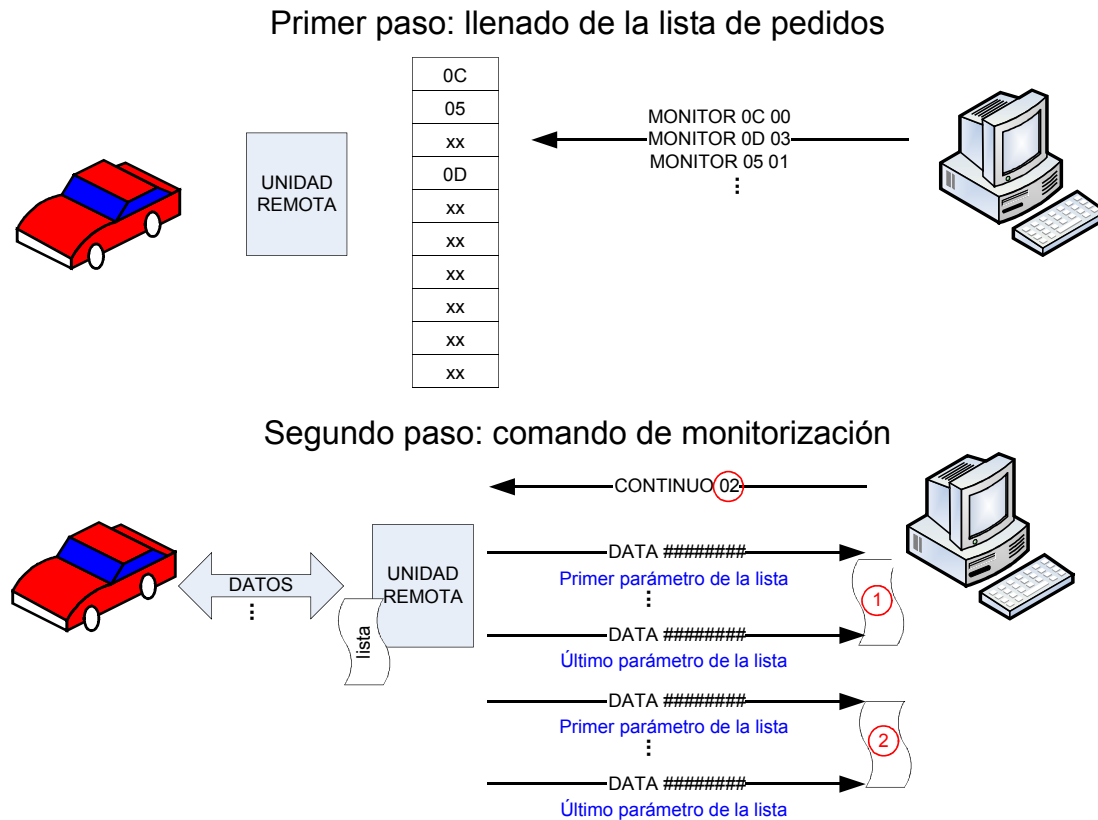 Primer paso: llenado de la lista de pedidos
0C
05
xx
0D
xx
xx
xx
xx
xx
xx
UNIDAD
REMOTA
MONITOR 0C 00
MONITOR 0D 03
MONITOR 05 01
...
Segundo paso: comando de monitorización
CONTINUO 02
DATOS
...
UNIDAD
REMOTA
lista
DATA ########
Primer parámetro de la lista
...
DATA ########
Último parámetro de la lista
1
DATA ########
Primer parámetro de la lista
...
DATA ########
Último parámetro de la lista
2